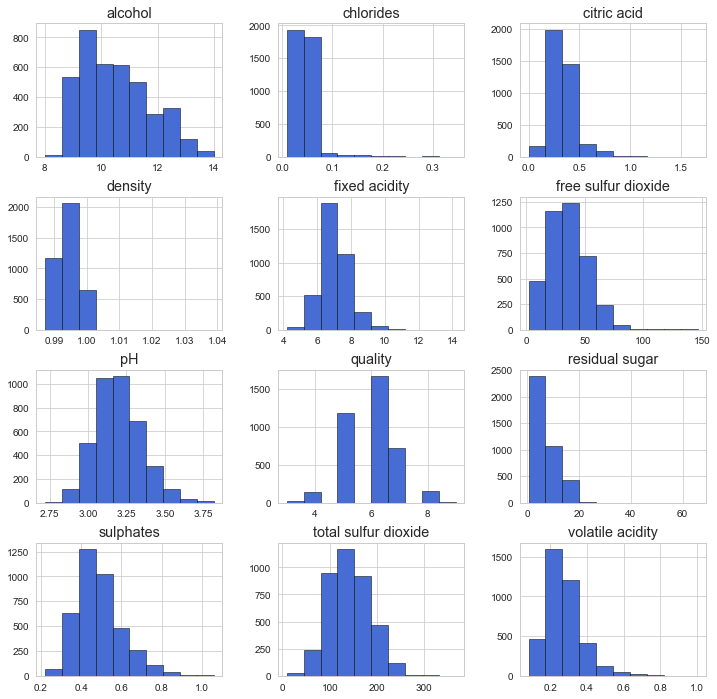 alcohol
800
600
400
200
0
8 10 12 14
chlorides
2000
1500
1000
500
0
0.0 0.1 0.2 0.3
citric acid
2000
1500
1000
500
0
0.0 0.5 1.0 1.5
density
2000
1500
1000
500
0
0.99 1.00 1.01 1.02 1.03 1.04
fixed acidity
1500
1000
500
0
4 6 8 10 12 14
free sulfur dioxide
1250
1000
750
500
250
0
0 50 100 150
pH
1000
800
600
400
200
0
2.75 3.00 3.25 3.50 3.75
quality
1500
1000
500
0
4 6 8
residual sugar
2500
2000
1500
1000
500
0
0 20 40 60
sulphates
1250
1000
750
500
250
0
0.2 0.4 0.6 0.8 1.0
total sulfur dioxide
1000
800
600
400
200
0
0 100 200 300
volatile acidity
1500
1000
500
0
0.2 0.4 0.6 0.8 1.0